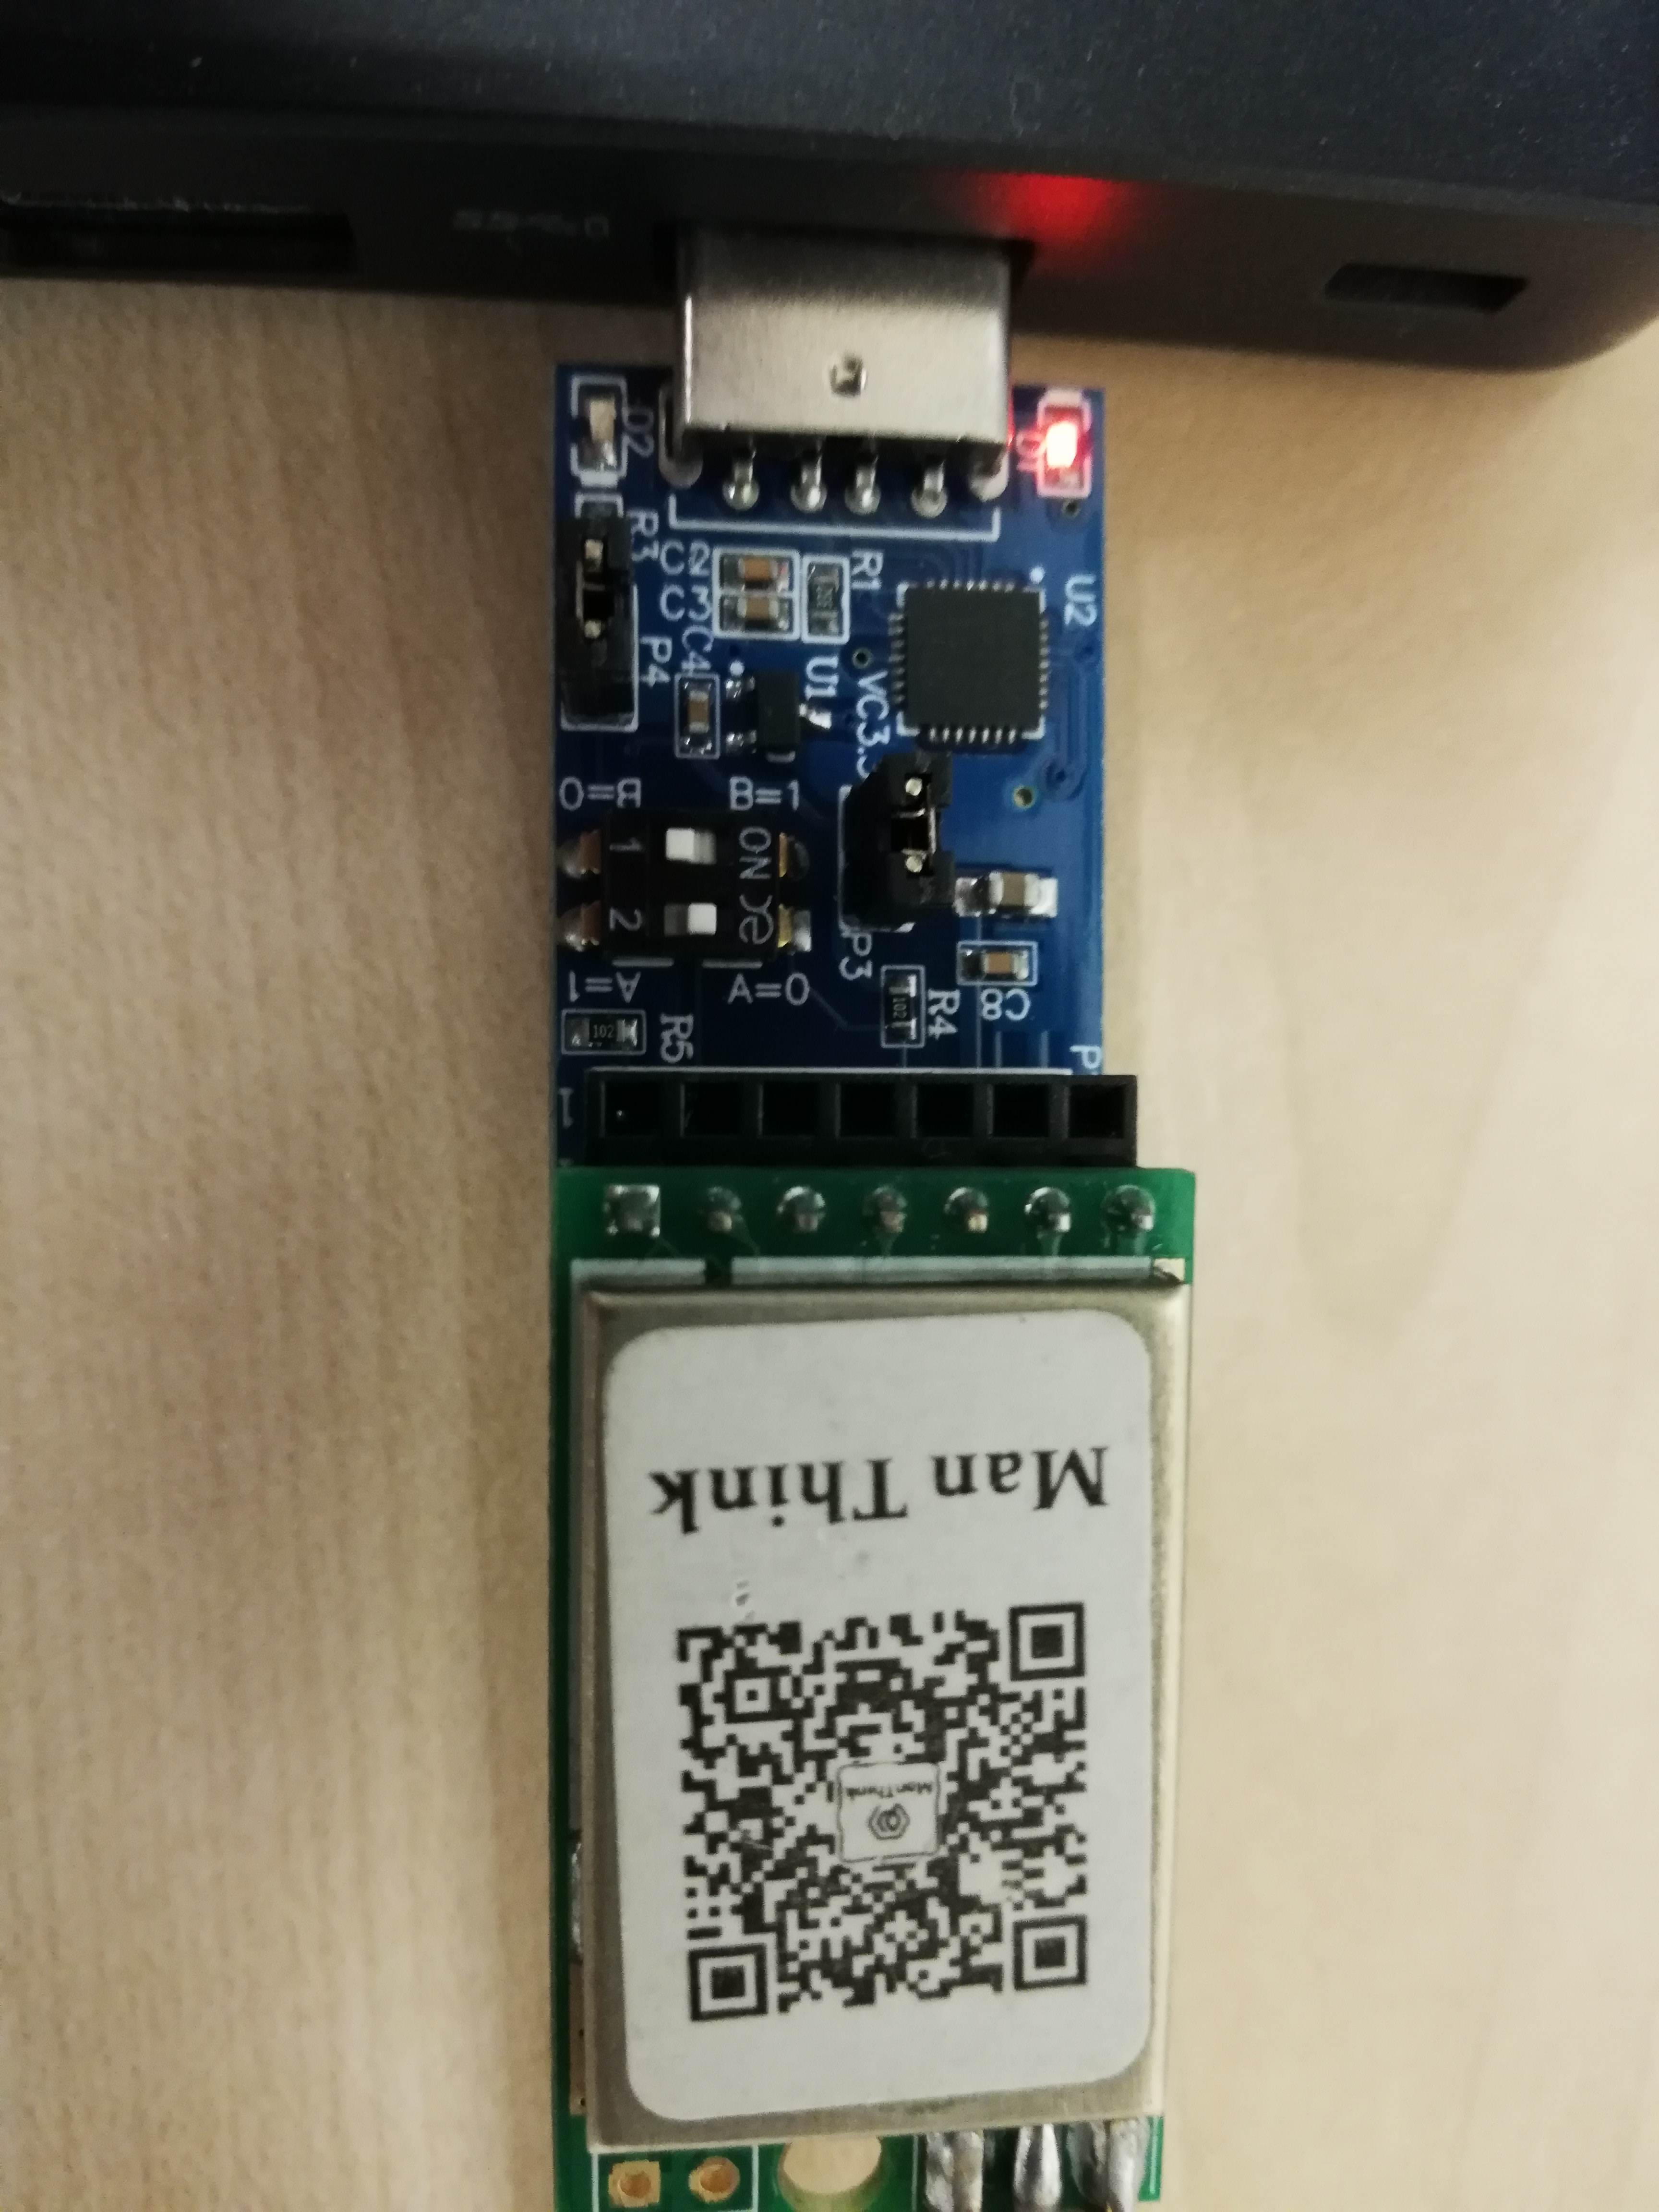 D2
D1
R3
C2
R1
U2
C3
P4
C4
U1
VC3.3
B=0
B=1
1
ON
2
P3
A=1
A=0
C8
102
R5
102
R4
1
Man Think
ManThink